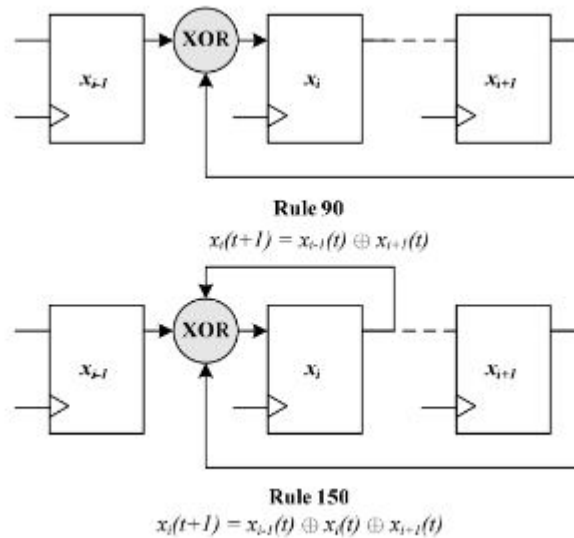 x_{i-1} XOR x_i x_{i+1}
Rule 90
x_i(t+1) = x_{i-1}(t) ⊕ x_{i+1}(t)
x_{i-1} XOR x_i x_{i+1}
Rule 150
x_i(t+1) = x_{i-1}(t) ⊕ x_i(t) ⊕ x_{i+1}(t)